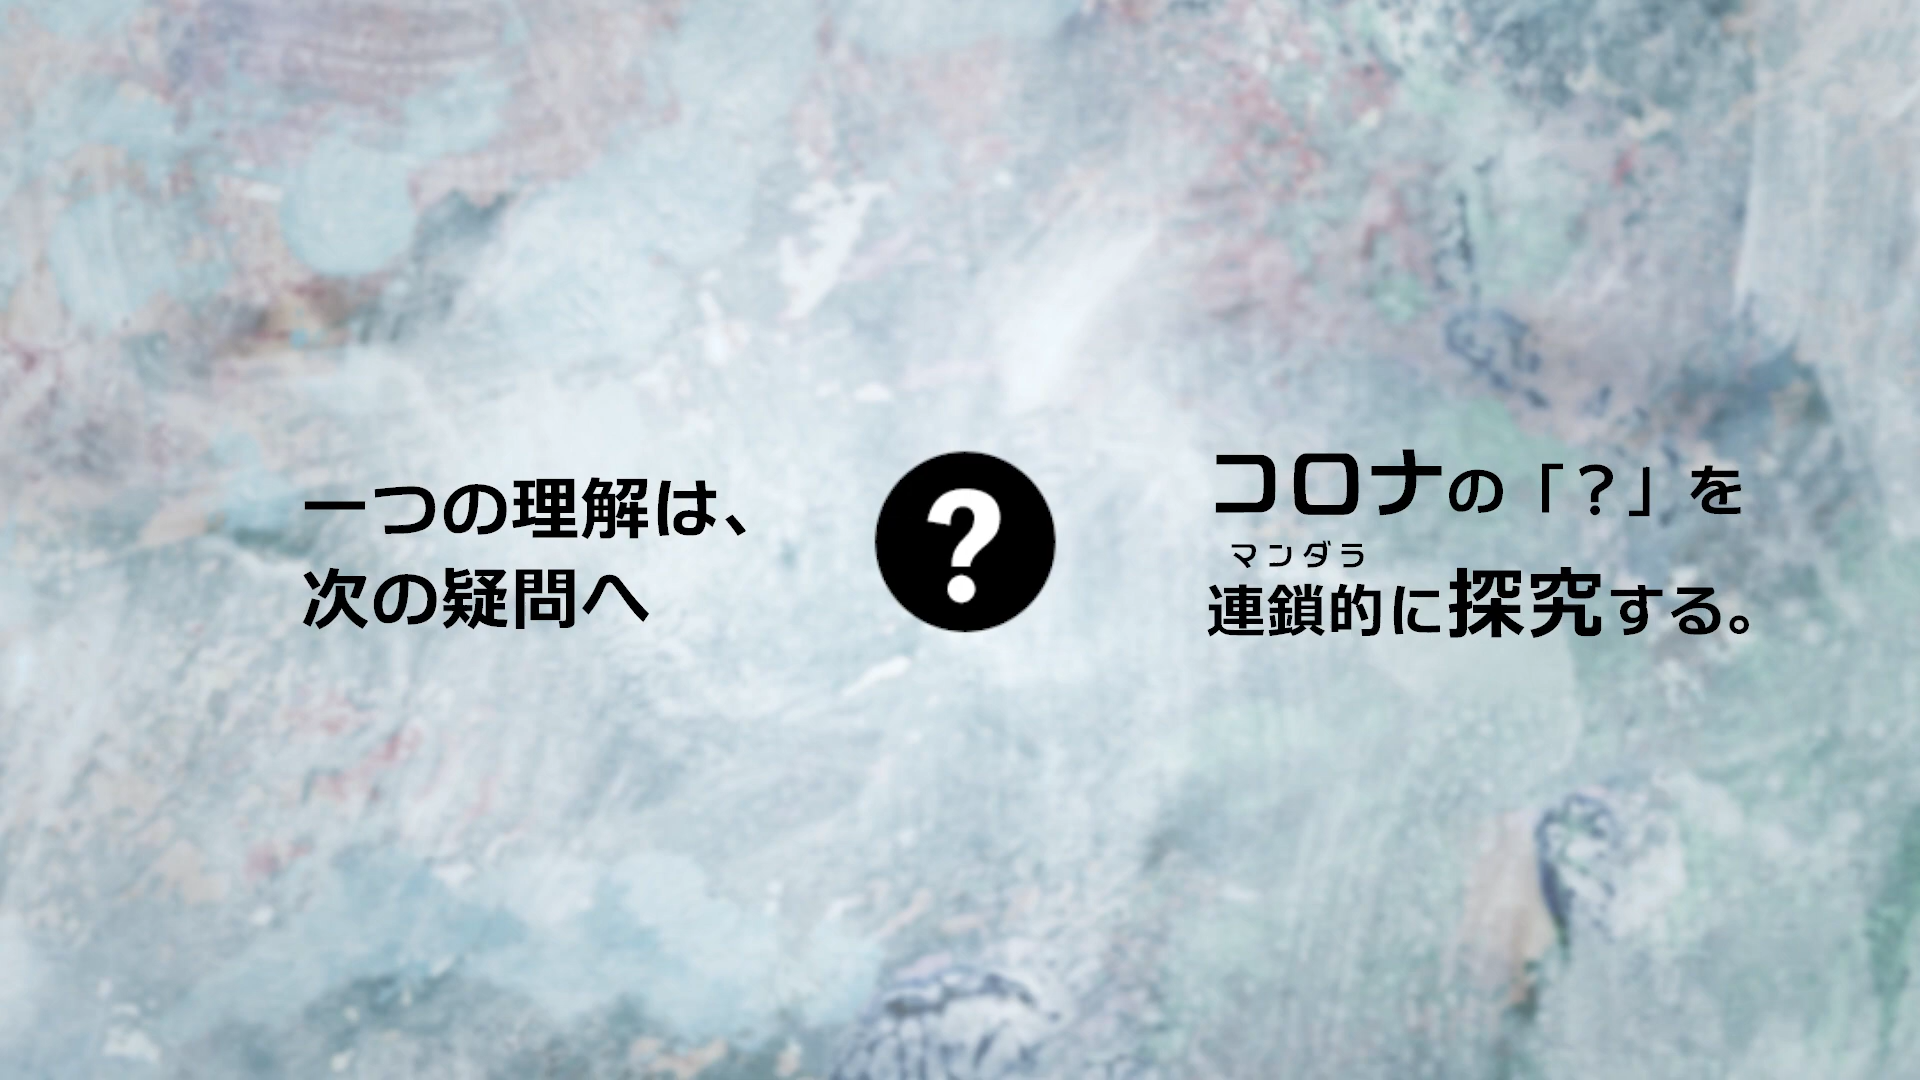 一つの理解は、
次の疑問へ
?
コロナの「?」を
マンダラ
連鎖的に探究する。